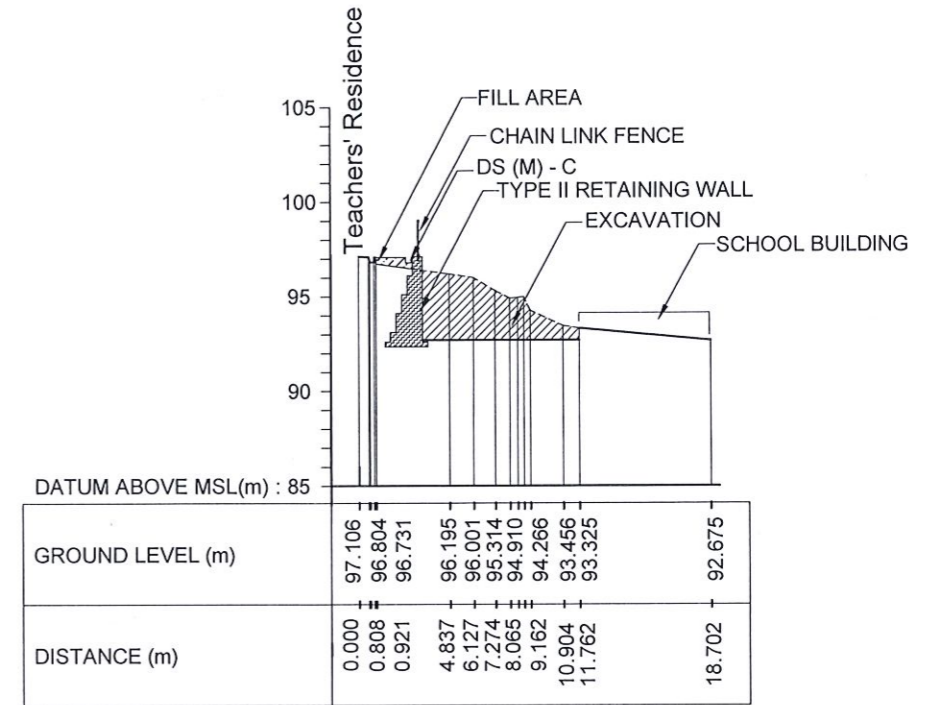 Teachers' Residence
FILL AREA
CHAIN LINK FENCE
DS (M) - C
TYPE II RETAINING WALL
EXCAVATION
SCHOOL BUILDING
105
100
95
90
DATUM ABOVE MSL(m) : 85
GROUND LEVEL (m) 97.106 96.804 96.731 96.195 96.001 95.314 94.910 94.266 93.456 93.325 92.675
DISTANCE (m) 0.000 0.808 0.921 4.837 6.127 7.274 8.065 9.162 10.904 11.762 18.702